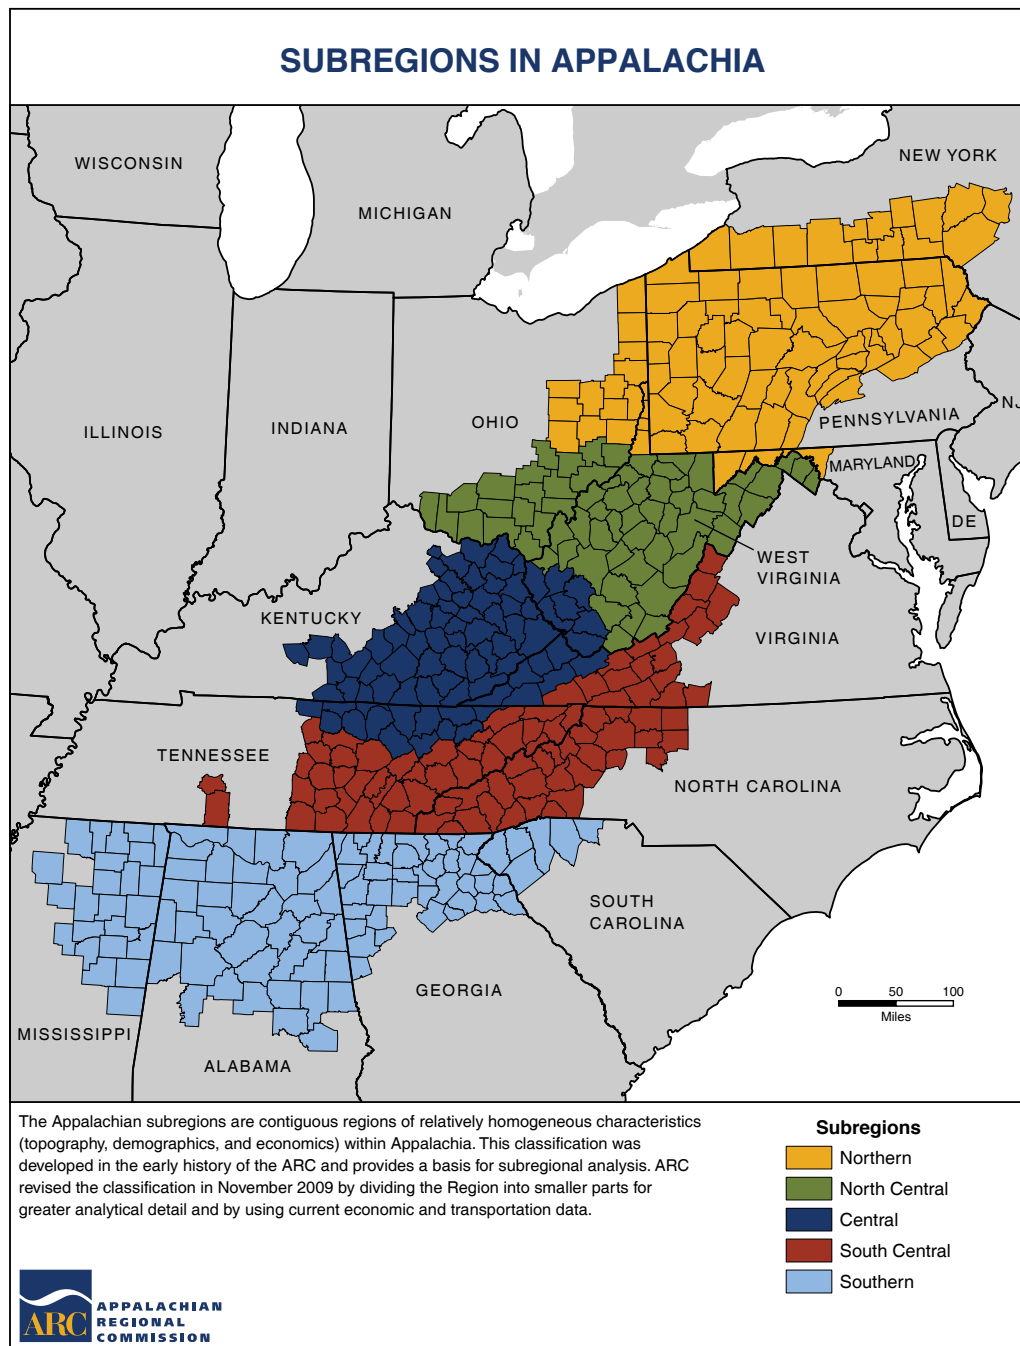 SUBREGIONS IN APPALACHIA
WISCONSIN
NEW YORK
MICHIGAN
ILLINOIS
INDIANA
OHIO
PENNSYLVANIA
NJ
MARYLAND
DE
WEST
VIRGINIA
KENTUCKY
VIRGINIA
TENNESSEE
NORTH CAROLINA
SOUTH
CAROLINA
GEORGIA
0 50 100
Miles
MISSISSIPPI
ALABAMA
The Appalachian subregions are contiguous regions of relatively homogeneous characteristics
(topography, demographics, and economics) within Appalachia. This classification was
developed in the early history of the ARC and provides a basis for subregional analysis. ARC
revised the classification in November 2009 by dividing the Region into smaller parts for
greater analytical detail and by using current economic and transportation data.
Subregions
Northern
North Central
Central
South Central
Southern
ARC
APPALACHIAN
REGIONAL
COMMISSION